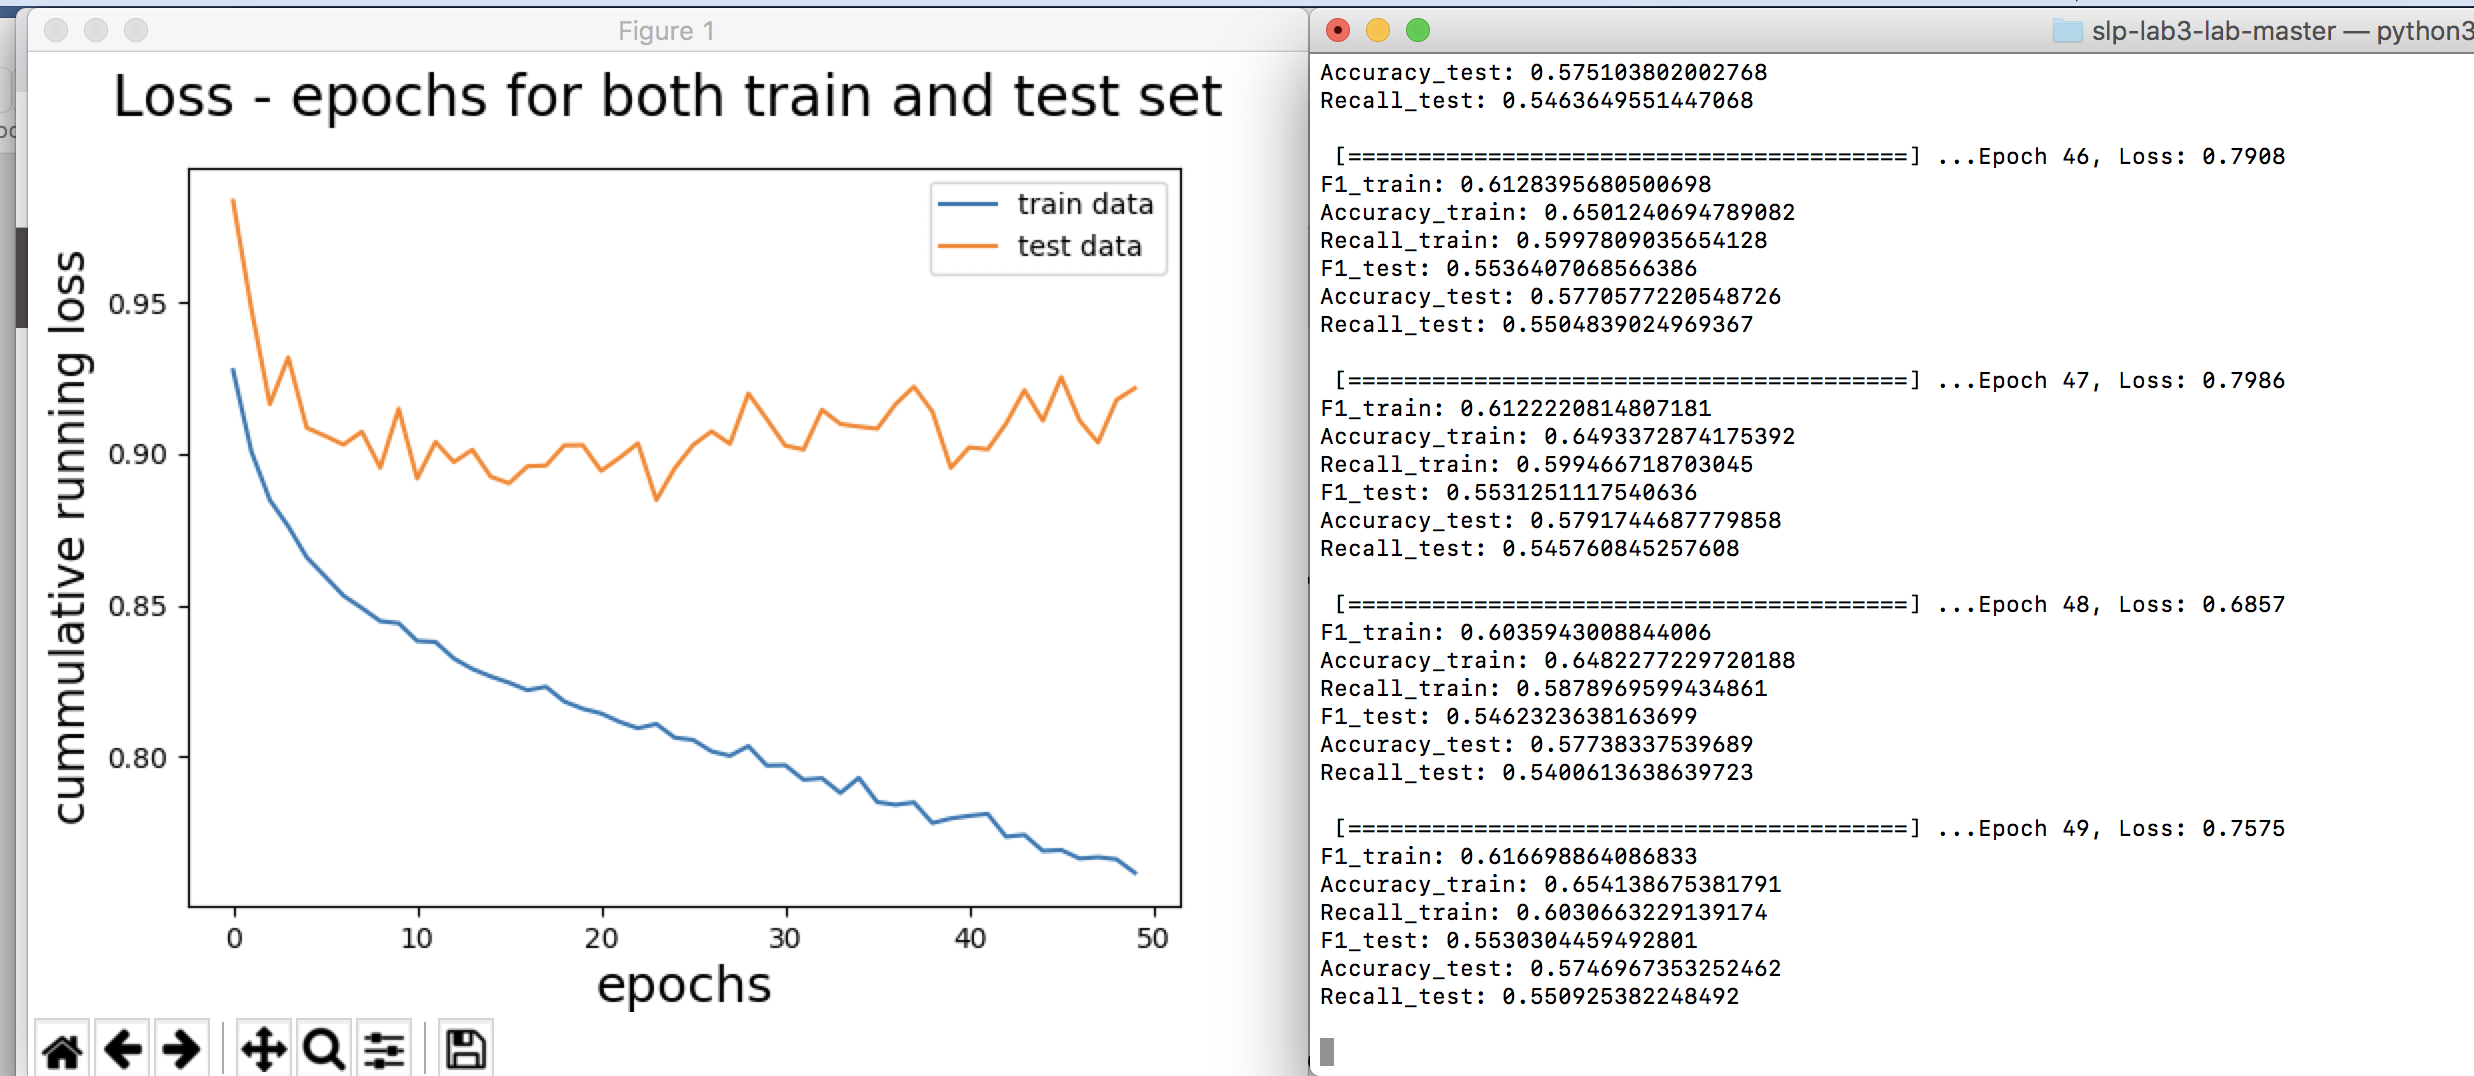 Figure 1
Loss - epochs for both train and test set
train data
test data
cummulative running loss
0.95
0.90
0.85
0.80
0
10
20
30
40
50
epochs
slp-lab3-lab-master — python3
Accuracy_test: 0.575103802002768
Recall_test: 0.5463649551447068
[========================================] ...Epoch 46, Loss: 0.7908
F1_train: 0.6128395680500698
Accuracy_train: 0.6501240694789082
Recall_train: 0.5997809035654128
F1_test: 0.5536407068566386
Accuracy_test: 0.5770577220548726
Recall_test: 0.5504839024969367
[========================================] ...Epoch 47, Loss: 0.7986
F1_train: 0.6122220814807181
Accuracy_train: 0.6493372874175392
Recall_train: 0.599466718703045
F1_test: 0.5531251117540636
Accuracy_test: 0.5791744687779858
Recall_test: 0.545760845257608
[========================================] ...Epoch 48, Loss: 0.6857
F1_train: 0.6035943008844006
Accuracy_train: 0.6482277229720188
Recall_train: 0.5878969599434861
F1_test: 0.5462323638163699
Accuracy_test: 0.57738337539689
Recall_test: 0.5400613638639723
[========================================] ...Epoch 49, Loss: 0.7575
F1_train: 0.616698864086833
Accuracy_train: 0.654138675381791
Recall_train: 0.6030663229139174
F1_test: 0.5530304459492801
Accuracy_test: 0.5746967353252462
Recall_test: 0.550925382248492